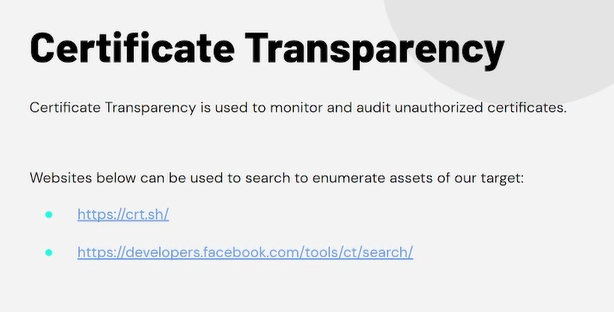 Certificate Transparency
Certificate Transparency is used to monitor and audit unauthorized certificates.
Websites below can be used to search to enumerate assets of our target:
https://crt.sh/
https://developers.facebook.com/tools/ct/search/